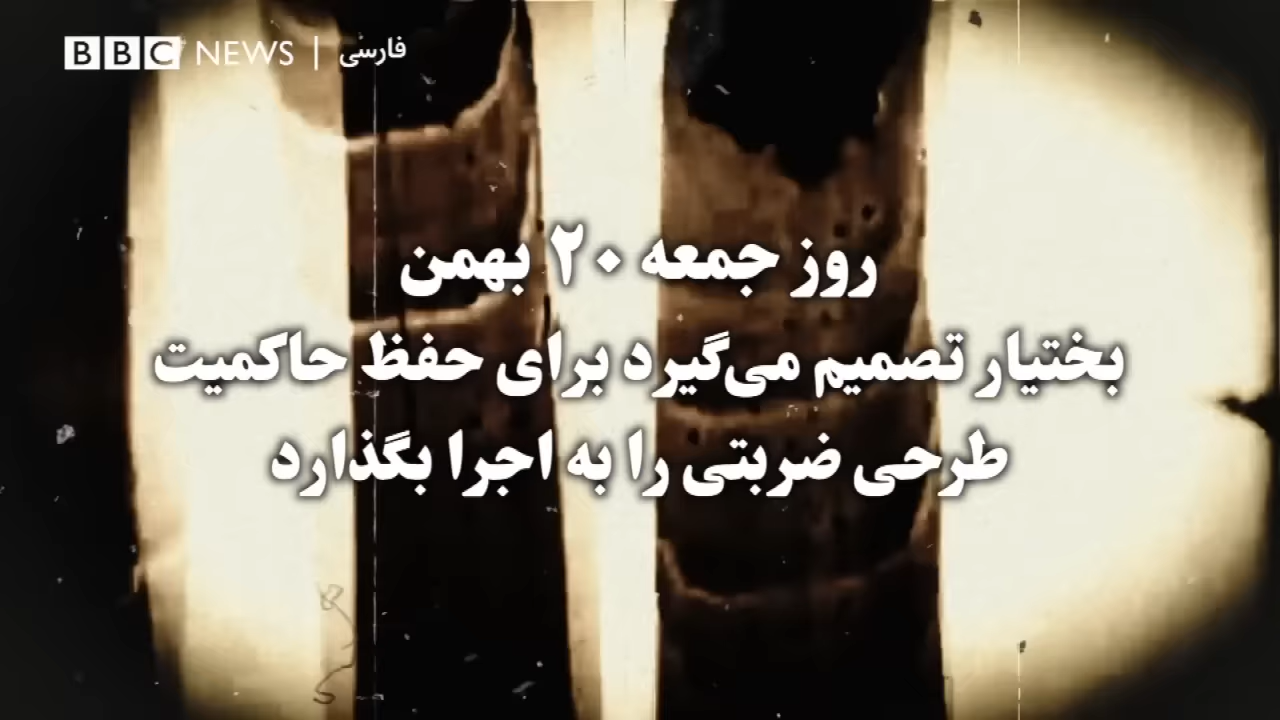 BBC NEWS | فارسی
روز جمعه ۲۰ بهمن
بختیار تصمیم می‌گیرد برای حفظ حاکمیت
طرحی ضربتی را به اجرا بگذارد